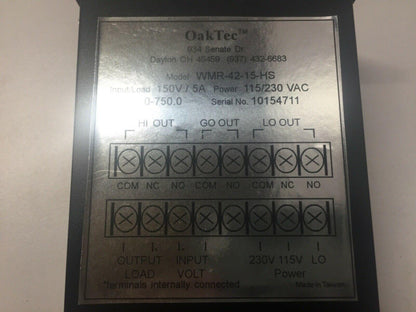 OakTec™
934 Senate Dr.
Dayton OH 45459 (937) 432-6683
Model WMR-42-15-HS
Input/Load 150V / 5A Power 115/230 VAC
0-750.0 Serial No. 10154711
HI OUT GO OUT LO OUT
COM NC NO COM NO COM NC NO
OUTPUT INPUT 230V 115V LO
LOAD VOLT Power
*Terminals internally connected Made in Taiwan